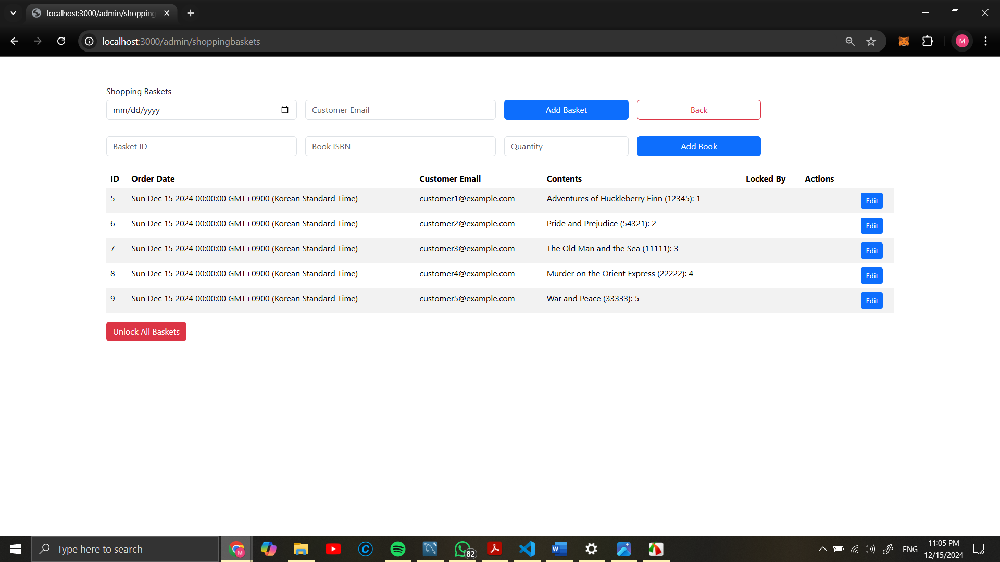 localhost:3000/admin/shopping
localhost:3000/admin/shoppingbaskets
M
Shopping Baskets
mm/dd/yyyy Customer Email Add Basket Back
Basket ID Book ISBN Quantity Add Book
ID Order Date Customer Email Contents Locked By Actions
5 Sun Dec 15 2024 00:00:00 GMT+0900 (Korean Standard Time) customer1@example.com Adventures of Huckleberry Finn (12345): 1 Edit
6 Sun Dec 15 2024 00:00:00 GMT+0900 (Korean Standard Time) customer2@example.com Pride and Prejudice (54321): 2 Edit
7 Sun Dec 15 2024 00:00:00 GMT+0900 (Korean Standard Time) customer3@example.com The Old Man and the Sea (11111): 3 Edit
8 Sun Dec 15 2024 00:00:00 GMT+0900 (Korean Standard Time) customer4@example.com Murder on the Orient Express (22222): 4 Edit
9 Sun Dec 15 2024 00:00:00 GMT+0900 (Korean Standard Time) customer5@example.com War and Peace (33333): 5 Edit
Unlock All Baskets
Type here to search M 82 W ENG 11:05 PM
12/15/2024